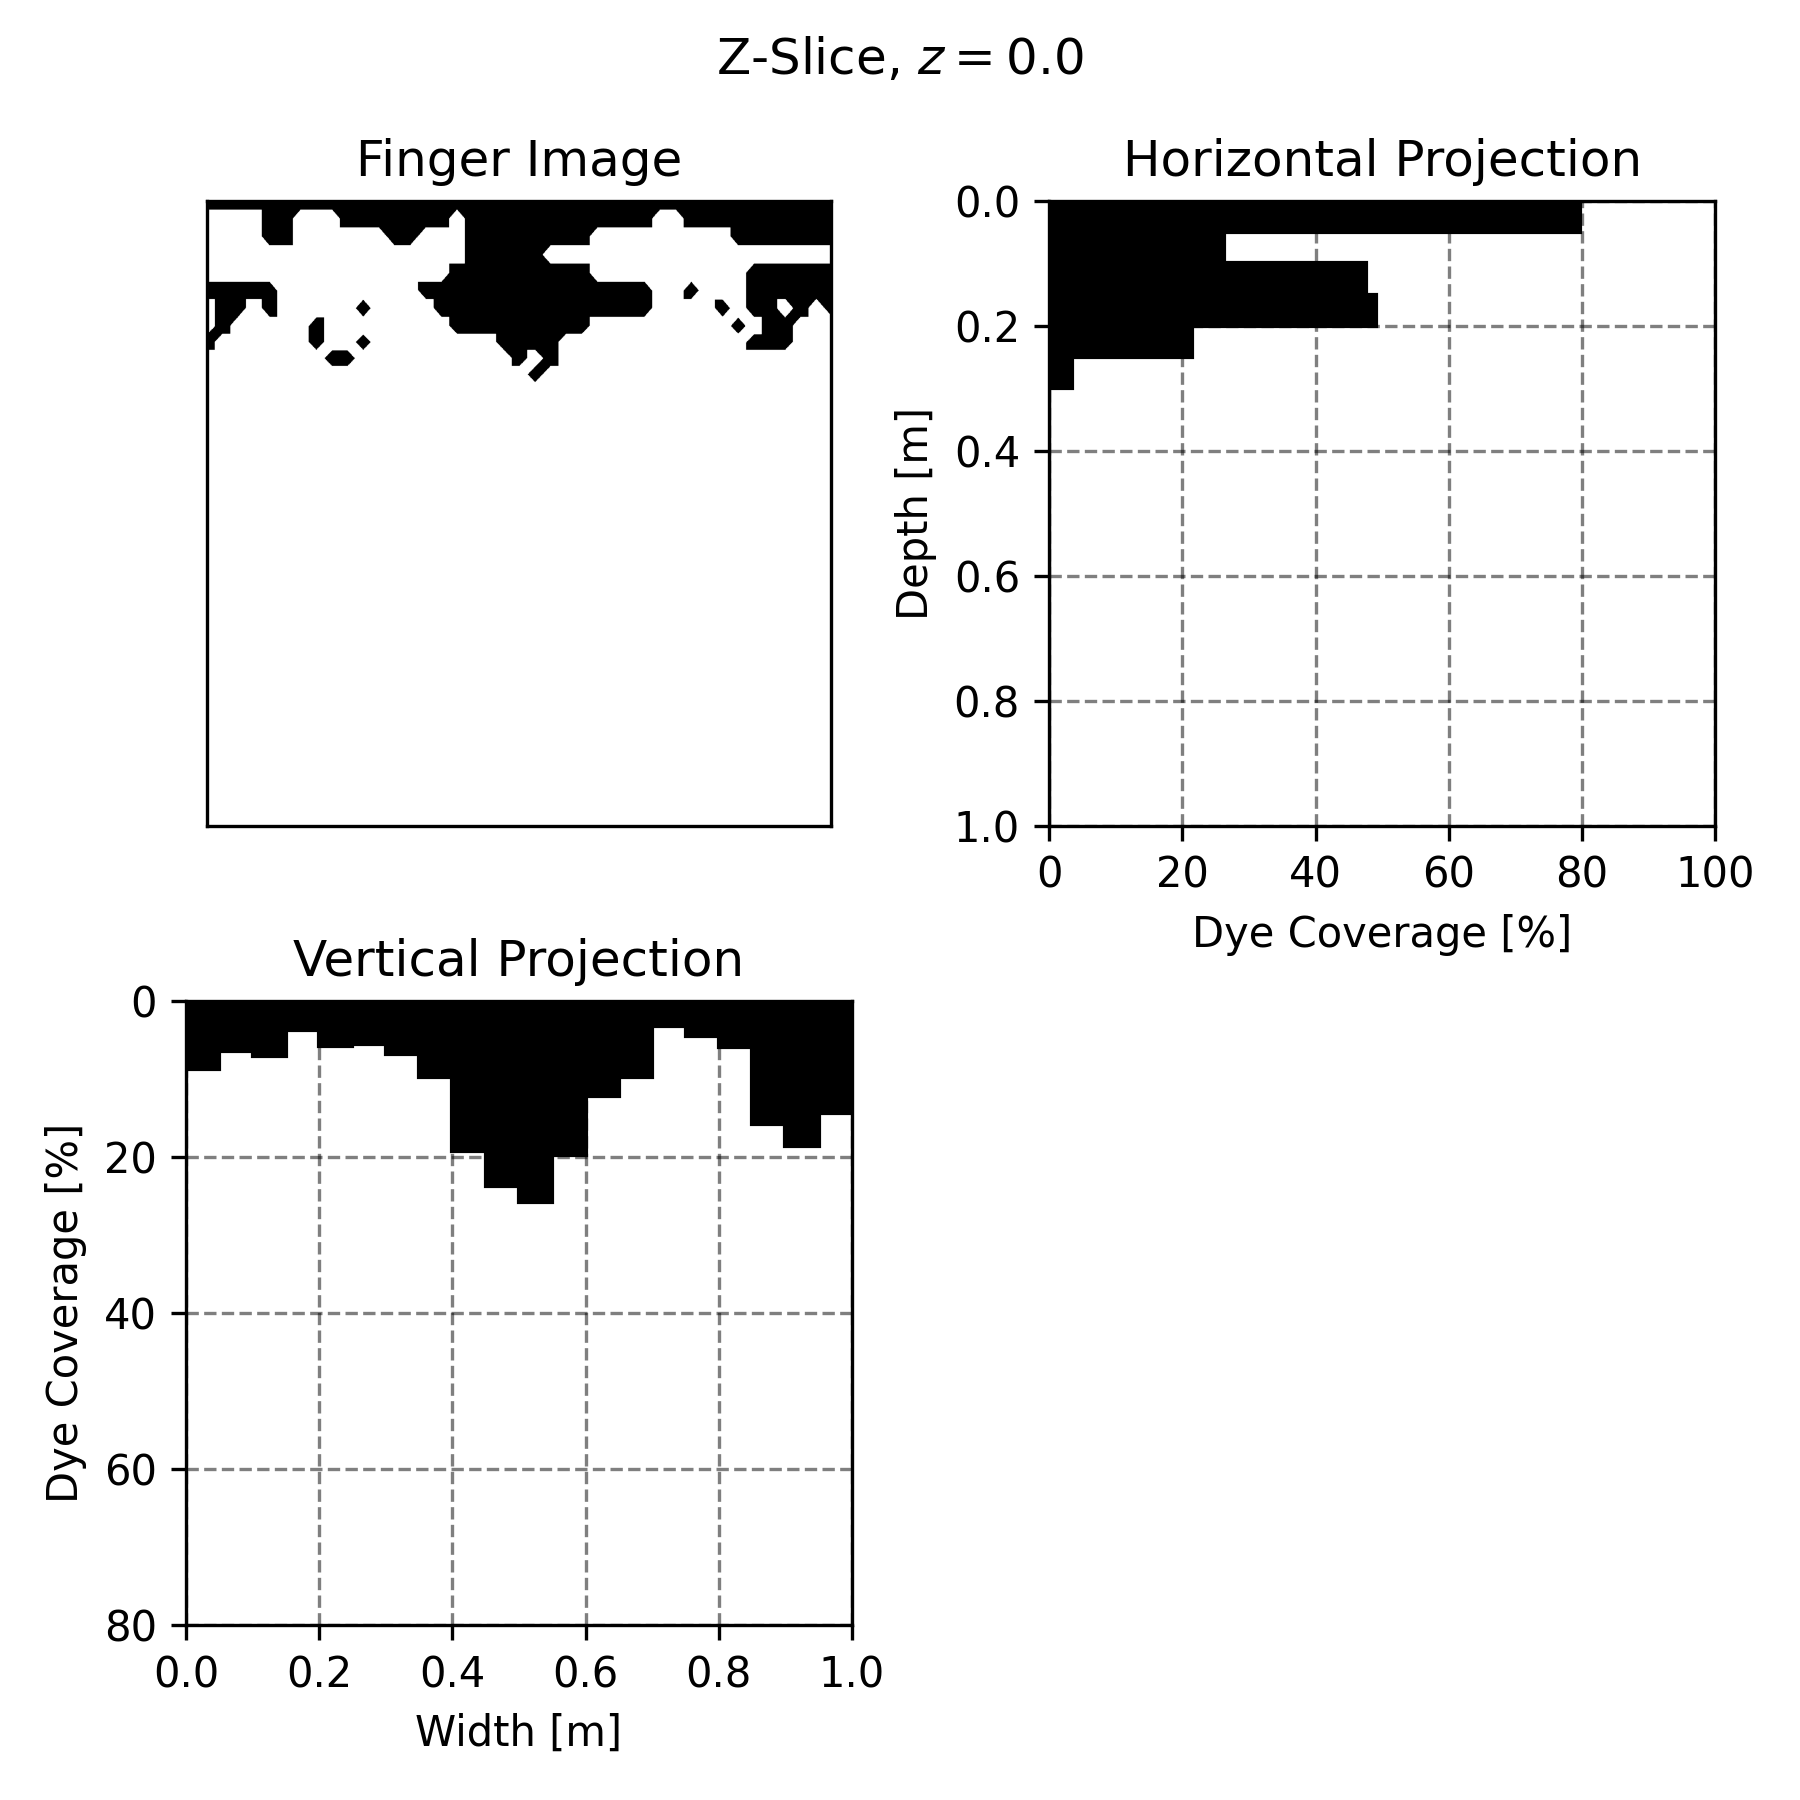 Z-Slice, z = 0.0
Finger Image
Horizontal Projection
0.0
0.2
0.4
0.6
0.8
1.0
Depth [m]
0 20 40 60 80 100
Dye Coverage [%]
Vertical Projection
0
20
40
60
80
Dye Coverage [%]
0.0 0.2 0.4 0.6 0.8 1.0
Width [m]